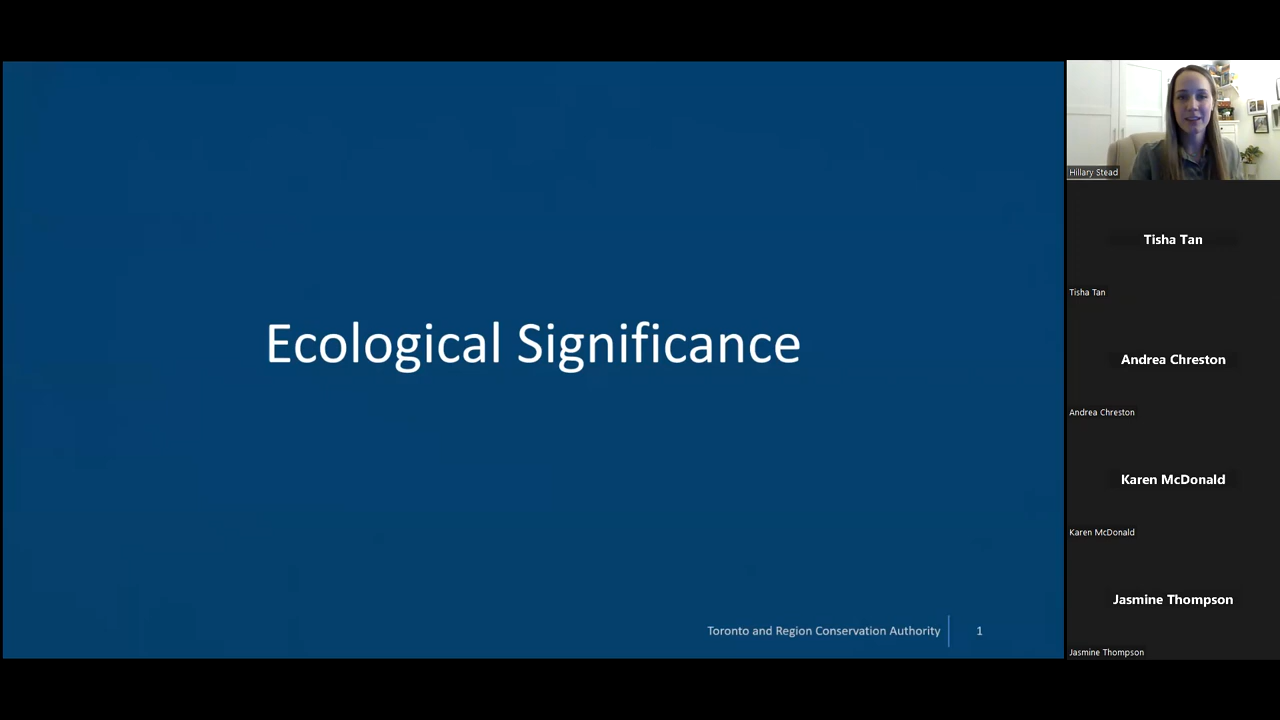 Ecological Significance
Toronto and Region Conservation Authority
1
Hillary Stead
Tisha Tan
Tisha Tan
Andrea Chreston
Andrea Chreston
Karen McDonald
Karen McDonald
Jasmine Thompson
Jasmine Thompson